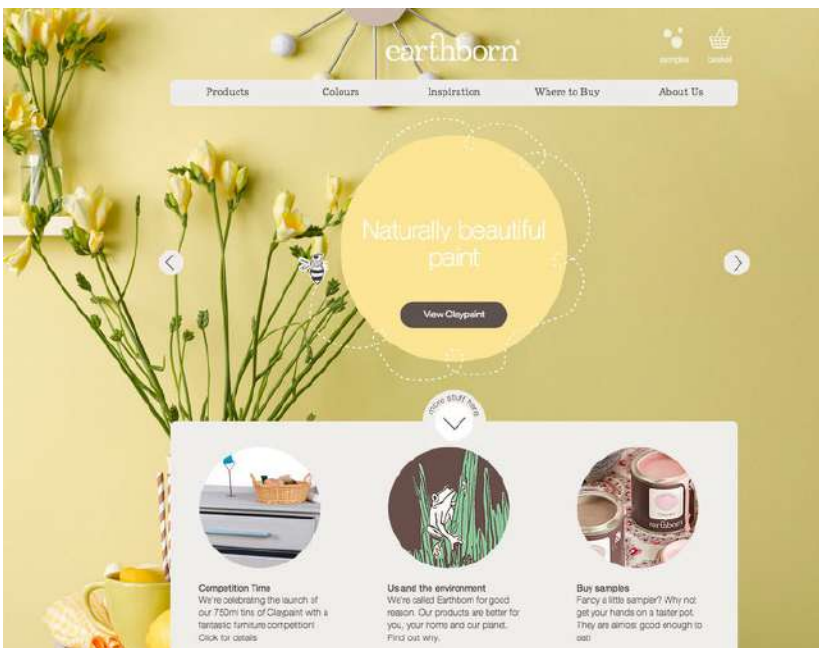 earthborn®
samples
basket
Products
Colours
Inspiration
Where to Buy
About Us
Naturally beautiful
paint
View Claypaint
more stuff here
Competition Time
We're celebrating the launch of
our 750ml tins of Claypaint with a
fantastic furniture competition!
Click for details
Us and the environment
We're called Earthborn for good
reason. Our products are better for
you, your home and our planet.
Find out why.
Buy samples
Fancy a little sampler? Why not
get your hands on a taster pot.
They are almost good enough to
eat!
earthborn